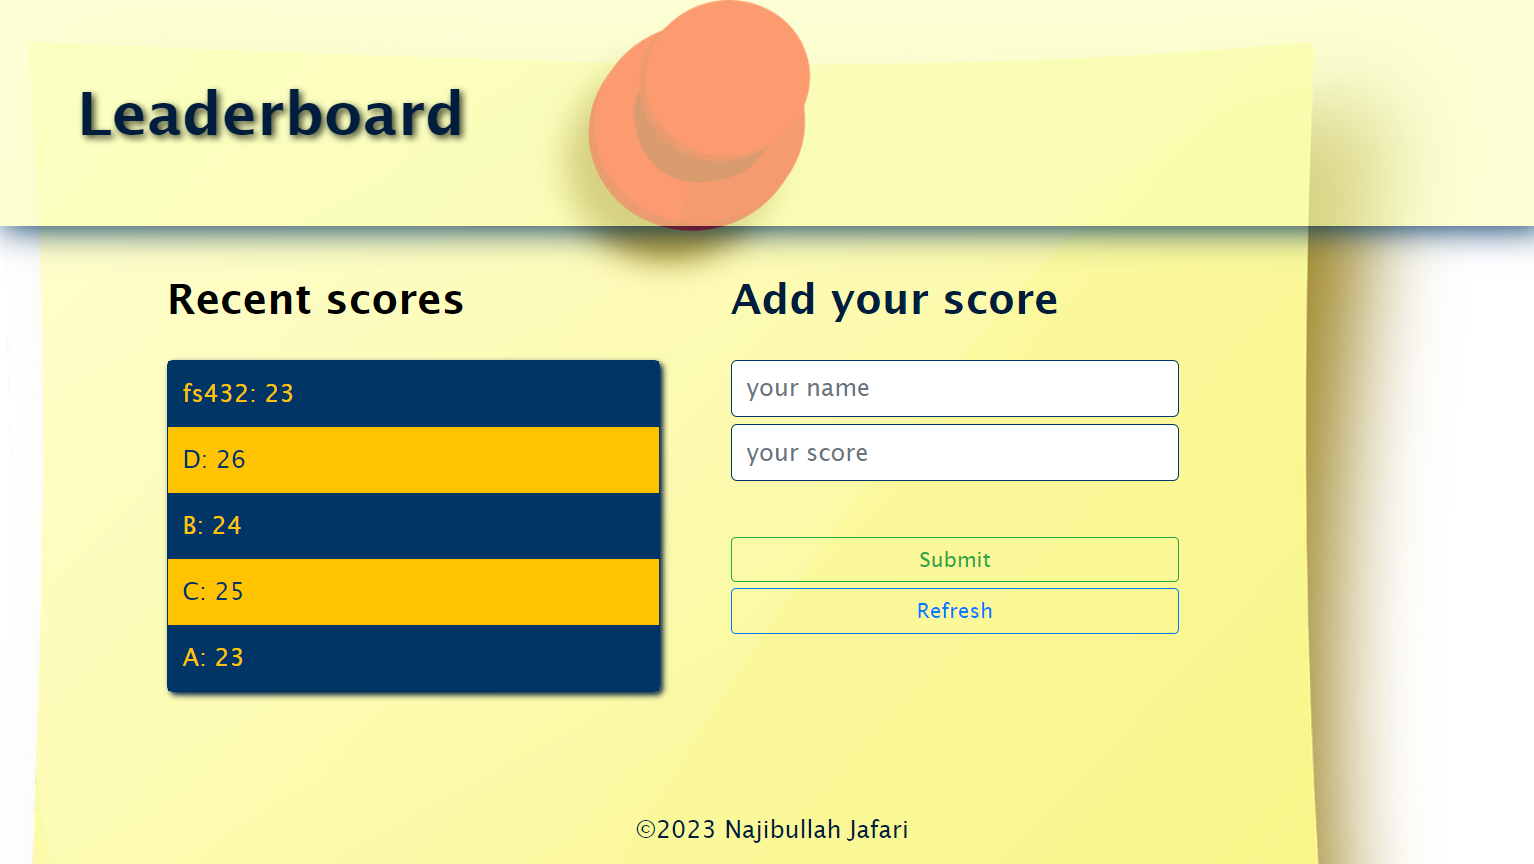 Leaderboard
Recent scores
fs432: 23
D: 26
B: 24
C: 25
A: 23
Add your score
your name
your score
Submit
Refresh
©2023 Najibullah Jafari